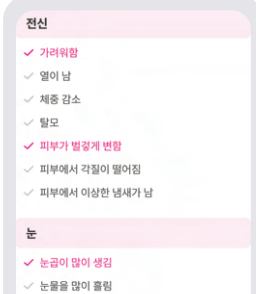 전신
가려워함
열이 남
체중 감소
탈모
피부가 벌겋게 변함
피부에서 각질이 떨어짐
피부에서 이상한 냄새가 남
눈
눈곱이 많이 생김
눈물을 많이 흘림